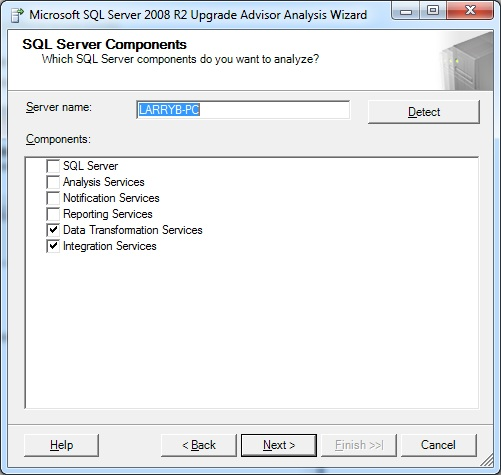 Microsoft SQL Server 2008 R2 Upgrade Advisor Analysis Wizard
SQL Server Components
Which SQL Server components do you want to analyze?
Server name: LARRYB-PC Detect
Components:
SQL Server
Analysis Services
Notification Services
Reporting Services
Data Transformation Services
Integration Services
Help < Back Next > Finish >>| Cancel